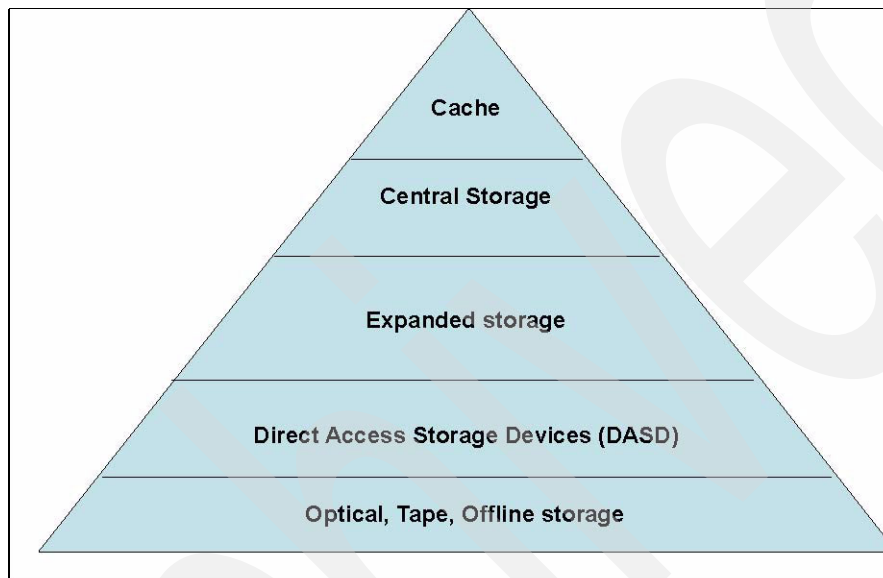 Cache
Central Storage
Expanded storage
Direct Access Storage Devices (DASD)
Optical, Tape, Offline storage